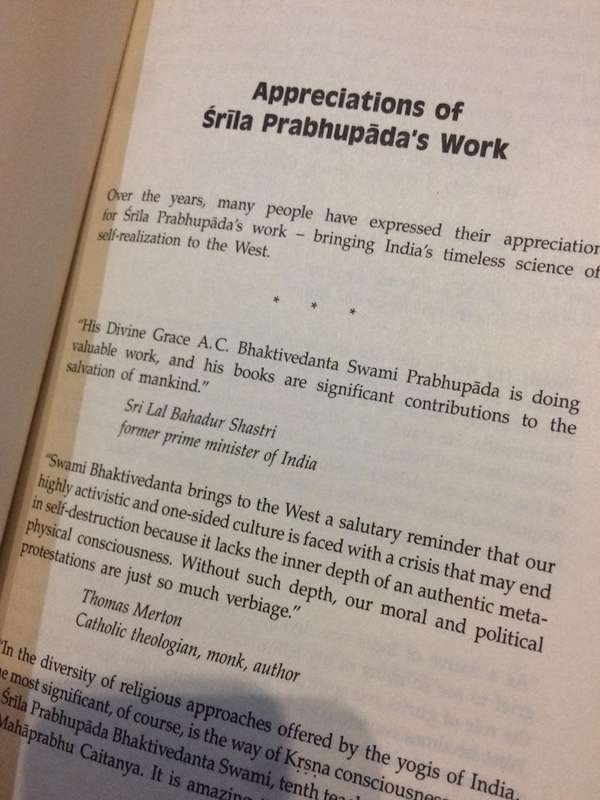 Appreciations of
Śrīla Prabhupāda's Work
Over the years, many people have expressed their appreciation
for Śrīla Prabhupāda's work – bringing India's timeless science of
self-realization to the West.
* * *
"His Divine Grace A.C. Bhaktivedanta Swami Prabhupāda is doing
valuable work, and his books are significant contributions to the
salvation of mankind."
Sri Lal Bahadur Shastri
former prime minister of India
"Swami Bhaktivedanta brings to the West a salutary reminder that our
highly activistic and one-sided culture is faced with a crisis that may end
in self-destruction because it lacks the inner depth of an authentic meta-
physical consciousness. Without such depth, our moral and political
protestations are just so much verbiage."
Thomas Merton
Catholic theologian, monk, author
"In the diversity of religious approaches offered by the yogis of India,
most significant, of course, is the way of Kṛṣṇa consciousness
Śrīla Prabhupāda Bhaktivedanta Swami, tenth
Mahāprabhu Caitanya. It is amazing